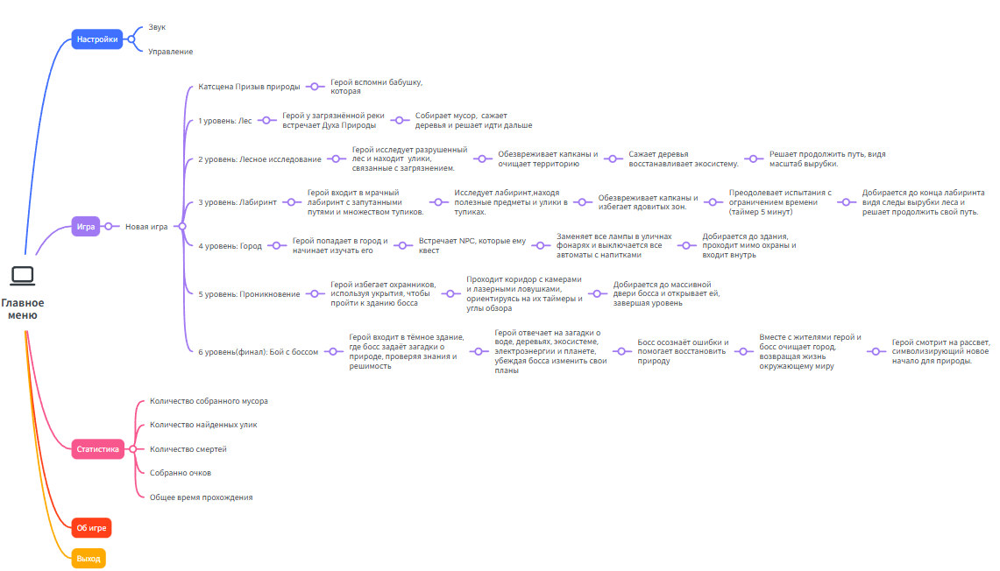 Главное
меню
Настройки
Звук
Управление
Игра
Новая игра
Катсцена Призыв природы
Герой вспомни бабушку,
которая
1 уровень: Лес
Герой у загрязнённой реки
встречает Духа Природы
Собирает мусор, сажает
деревья и решает идти дальше
2 уровень: Лесное исследование
Герой исследует разрушенный
лес и находит улики,
связанные с загрязнением.
Обезвреживает капканы и
очищает территорию
Сажает деревья
восстанавливает экосистему.
Решает продолжить путь, видя
масштаб вырубки.
3 уровень: Лабиринт
Герой входит в мрачный
лабиринт с запутанными
путями и множеством тупиков.
Исследует лабиринт,находя
полезные предметы и улики в
тупиках.
Обезвреживает капканы и
избегает ядовитых зон.
Преодолевает испытания с
ограничением времени
(таймер 5 минут)
Добирается до конца лабиринта
видя следы вырубки леса и
решает продолжить свой путь.
4 уровень: Город
Герой попадает в город и
начинает изучать его
Встречает NPC, которые ему
квест
Заменяет все лампы в уличнах
фонарях и выключается все
автоматы с напитками
Добирается до здания,
проходит мимо охраны и
входит внутрь
5 уровень: Проникновение
Герой избегает охранников,
используя укрытия, чтобы
пройти к зданию босса
Проходит коридор с камерами
и лазерными ловушками,
ориентируясь на их таймеры и
углы обзора
Добирается до массивной
двери босса и открывает ей,
завершая уровень
6 уровень(финал): Бой с боссом
Герой входит в тёмное здание,
где босс задаёт загадки о
природе, проверяя знания и
решимость
Герой отвечает на загадки о
воде, деревьях, экосистеме,
электроэнергии и планете,
убеждая босса изменить свои
планы
Босс осознаёт ошибки и
помогает восстановить
природу
Вместе с жителями герой и
босс очищает город,
возвращая жизнь
окружающему миру
Герой смотрит на рассвет,
символизирующий новое
начало для природы.
Статистика
Количество собранного мусора
Количество найденных улик
Количество смертей
Собранно очков
Общее время прохождения
Об игре
Выход